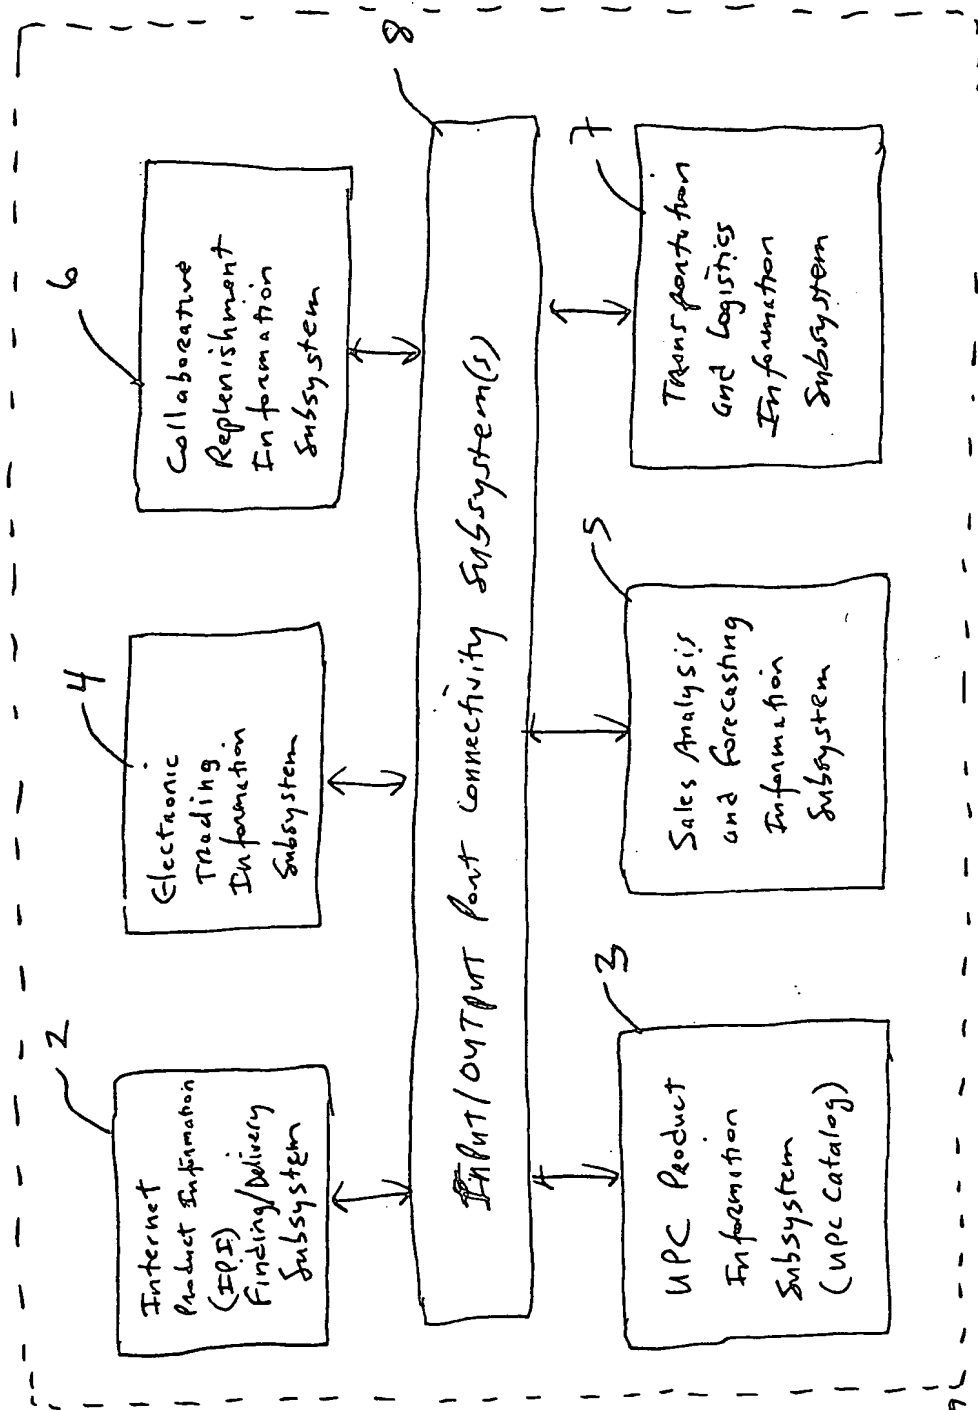 2
Internet
Product Information
(IPI)
Finding/Delivery
Subsystem
4
Electronic
Trading
Information
Subsystem
6
Collaborative
Replenishment
Information
Subsystem
8
Input/Output Port Connectivity Subsystem(s)
3
UPC Product
Information
Subsystem
(UPC Catalog)
5
Sales Analysis
and Forecasting
Information
Subsystem
7
Transportation
and Logistics
Information
Subsystem